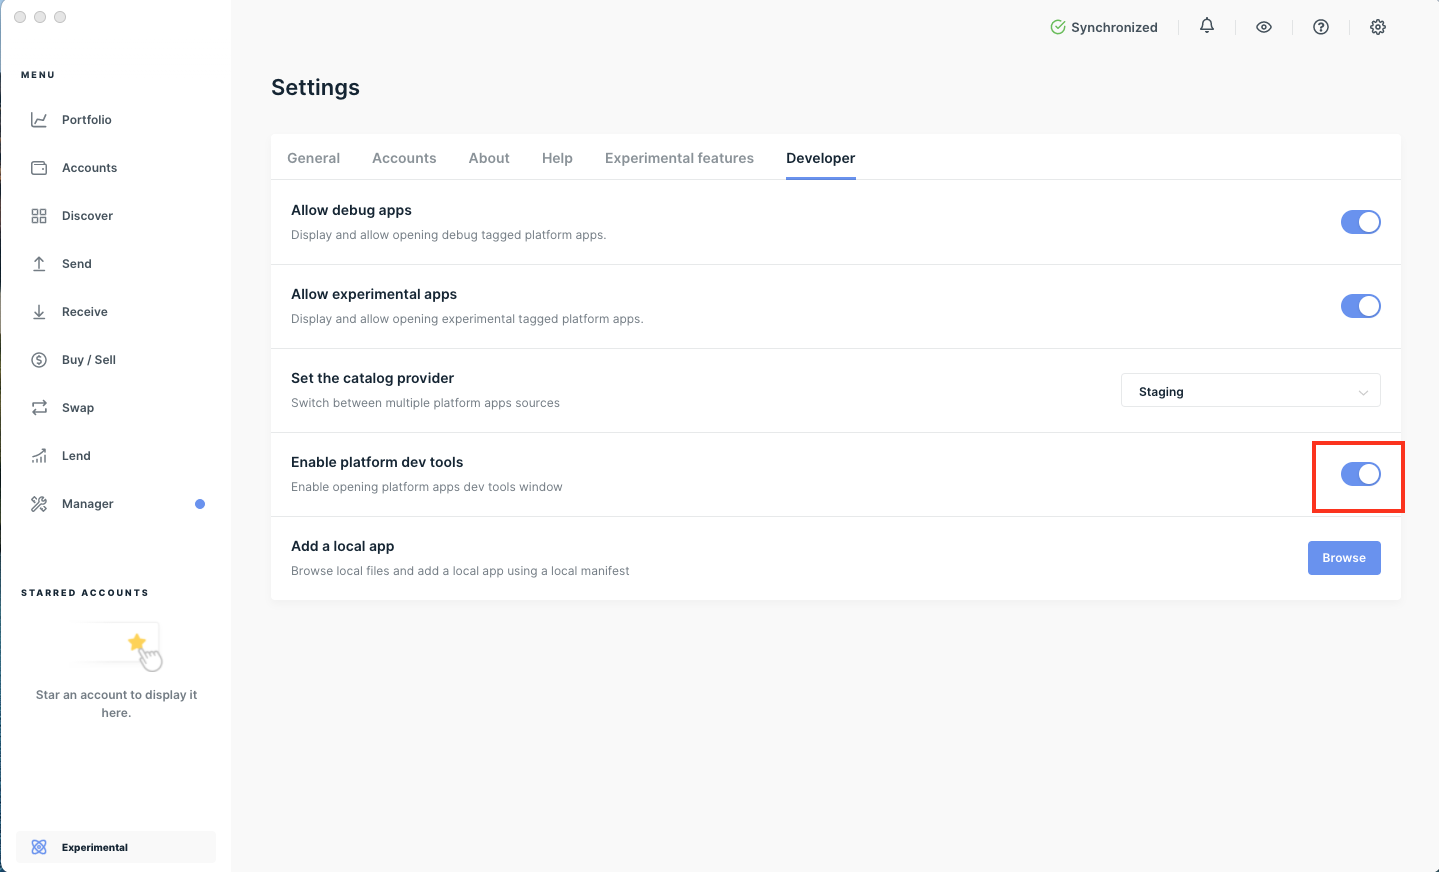 Synchronized
MENU
Portfolio
Accounts
Discover
Send
Receive
Buy / Sell
Swap
Lend
Manager
STARRED ACCOUNTS
Star an account to display it
here.
Experimental
Settings
General Accounts About Help Experimental features Developer
Allow debug apps
Display and allow opening debug tagged platform apps.
Allow experimental apps
Display and allow opening experimental tagged platform apps.
Set the catalog provider
Switch between multiple platform apps sources
Staging
Enable platform dev tools
Enable opening platform apps dev tools window
Add a local app
Browse local files and add a local app using a local manifest
Browse